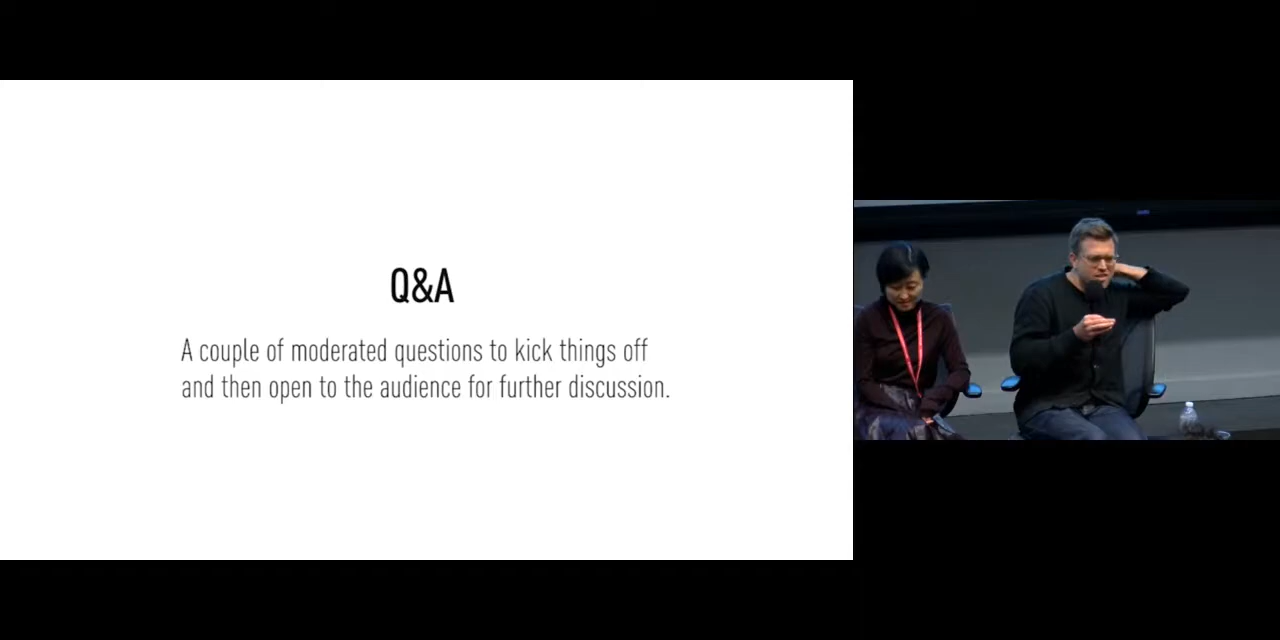 Q&A
A couple of moderated questions to kick things off
and then open to the audience for further discussion.